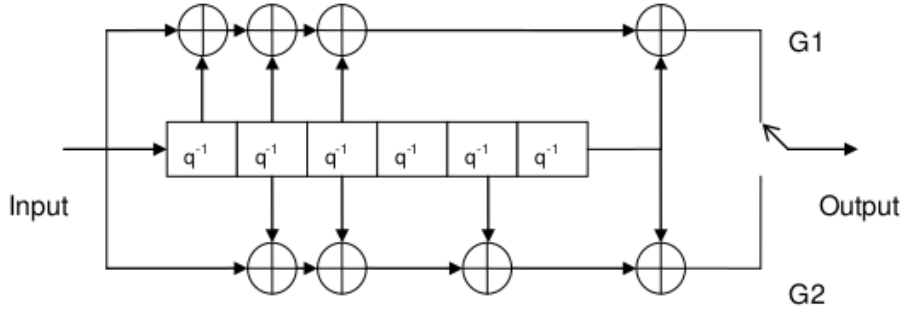 G1
q⁻¹ q⁻¹ q⁻¹ q⁻¹ q⁻¹ q⁻¹
Input
Output
G2